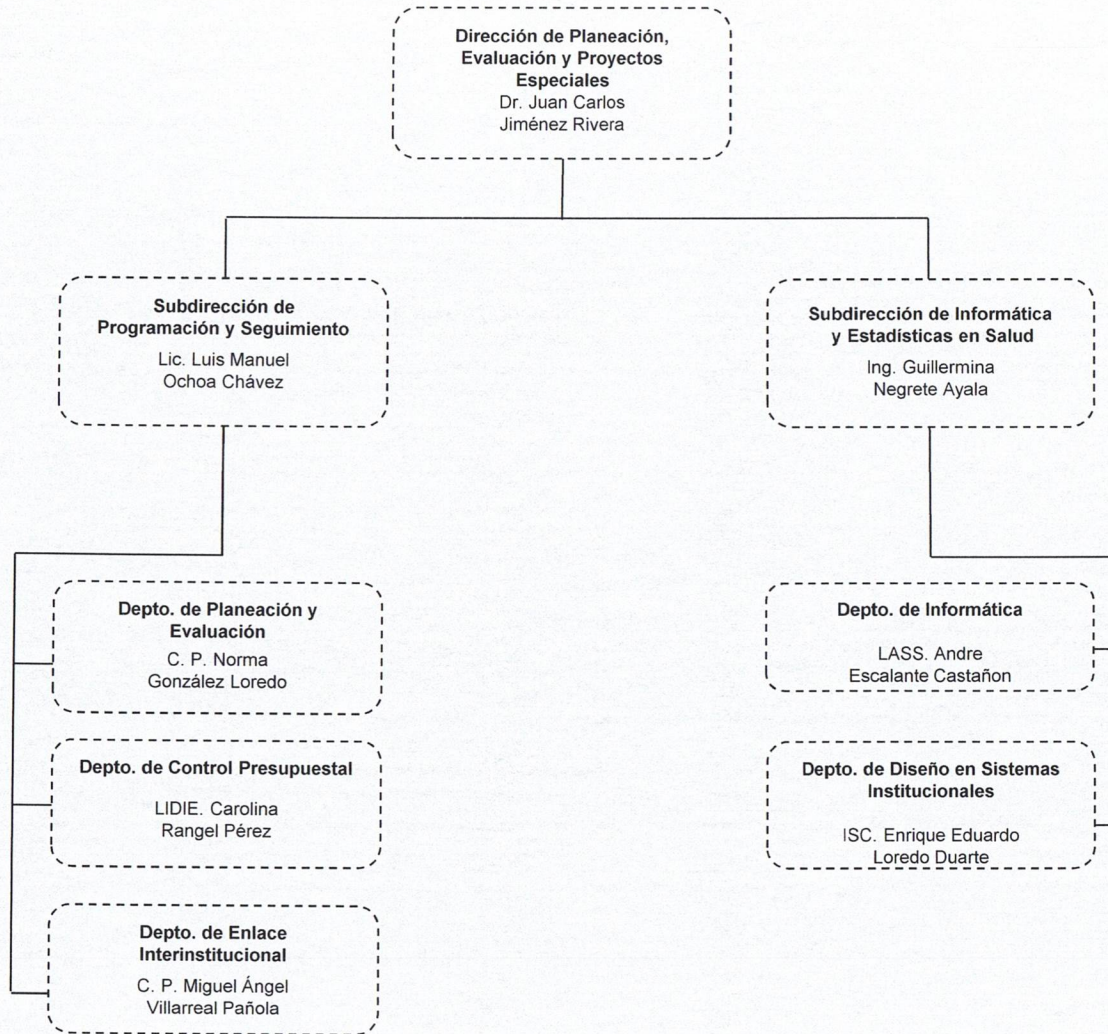 Dirección de Planeación,
Evaluación y Proyectos
Especiales
Dr. Juan Carlos
Jiménez Rivera
Subdirección de
Programación y Seguimiento
Lic. Luis Manuel
Ochoa Chávez
Subdirección de Informática
y Estadísticas en Salud
Ing. Guillermina
Negrete Ayala
Depto. de Planeación y
Evaluación
C. P. Norma
González Loredo
Depto. de Informática
LASS. Andre
Escalante Castañon
Depto. de Control Presupuestal
LIDIE. Carolina
Rangel Pérez
Depto. de Diseño en Sistemas
Institucionales
ISC. Enrique Eduardo
Loredo Duarte
Depto. de Enlace
Interinstitucional
C. P. Miguel Ángel
Villarreal Pañola